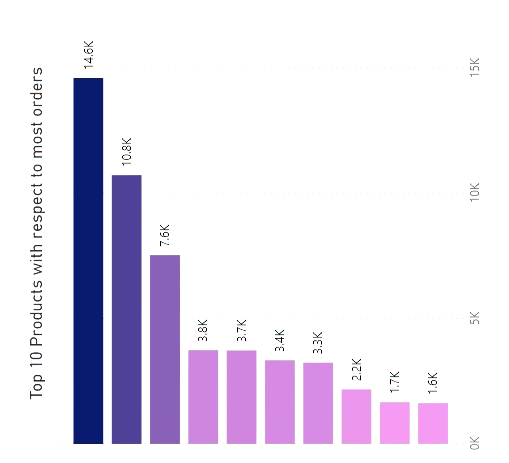 Top 10 Products with respect to most orders
14.6K
10.8K
7.6K
3.8K
3.7K
3.4K
3.3K
2.2K
1.7K
1.6K
0K
5K
10K
15K